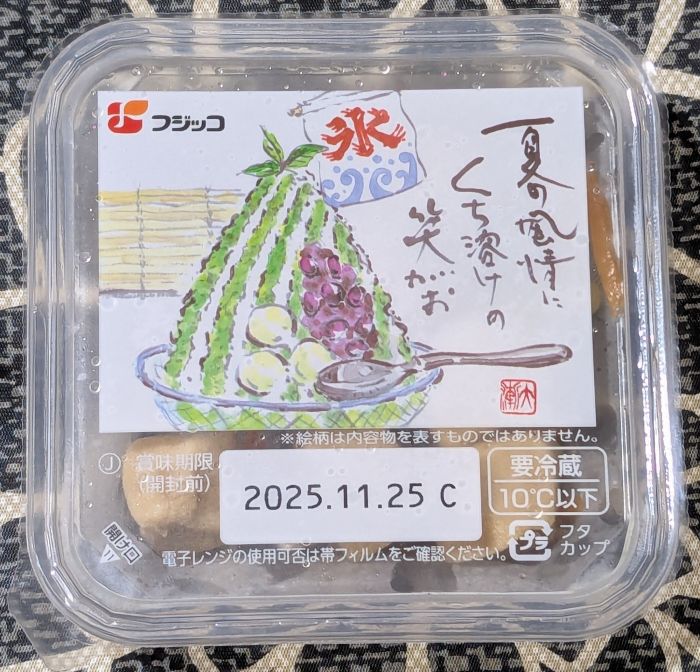 フジッコ
氷
夏の風情に
くち溶けの
笑がお
※絵柄は内容物を表すものではありません。
J 賞味期限
(開封前)
2025.11.25 C
要冷蔵
10℃以下
開け口
プラ
フタ
カップ
電子レンジの使用可否は帯フィルムをご確認ください。